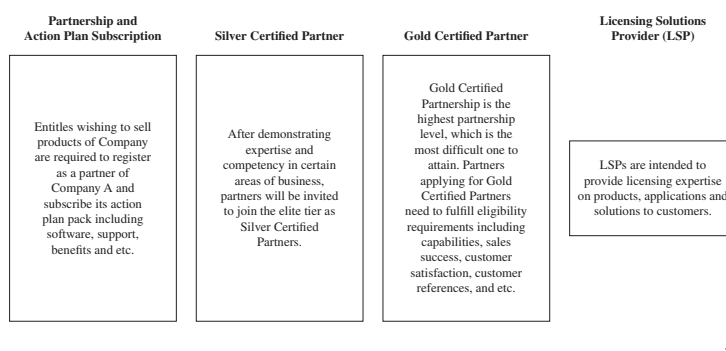 Partnership and
Action Plan Subscription
Entitles wishing to sell
products of Company
are required to register
as a partner of
Company A and
subscribe its action
plan pack including
software, support,
benefits and etc.
Silver Certified Partner
After demonstrating
expertise and
competency in certain
areas of business,
partners will be invited
to join the elite tier as
Silver Certified
Partners.
Gold Certified Partner
Gold Certified
Partnership is the
highest partnership
level, which is the
most difficult one to
attain. Partners
applying for Gold
Certified Partners
need to fulfill eligibility
requirements including
capabilities, sales
success, customer
satisfaction, customer
references, and etc.
Licensing Solutions
Provider (LSP)
LSPs are intended to
provide licensing expertise
on products, applications and
solutions to customers.